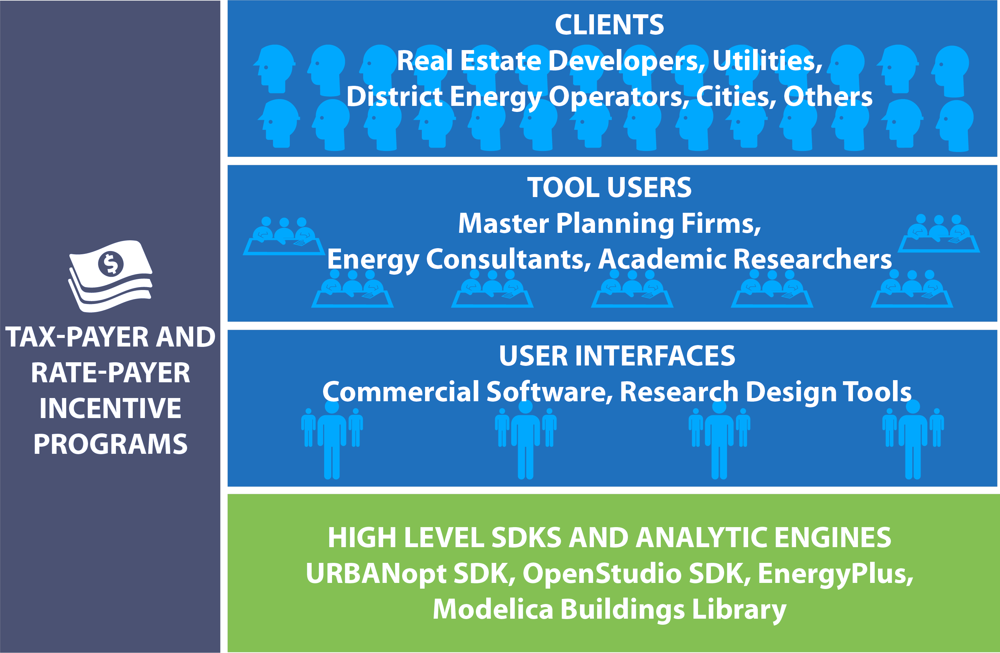 TAX-PAYER AND
RATE-PAYER
INCENTIVE
PROGRAMS
CLIENTS
Real Estate Developers, Utilities,
District Energy Operators, Cities, Others
TOOL USERS
Master Planning Firms,
Energy Consultants, Academic Researchers
USER INTERFACES
Commercial Software, Research Design Tools
HIGH LEVEL SDKS AND ANALYTIC ENGINES
URBANopt SDK, OpenStudio SDK, EnergyPlus,
Modelica Buildings Library